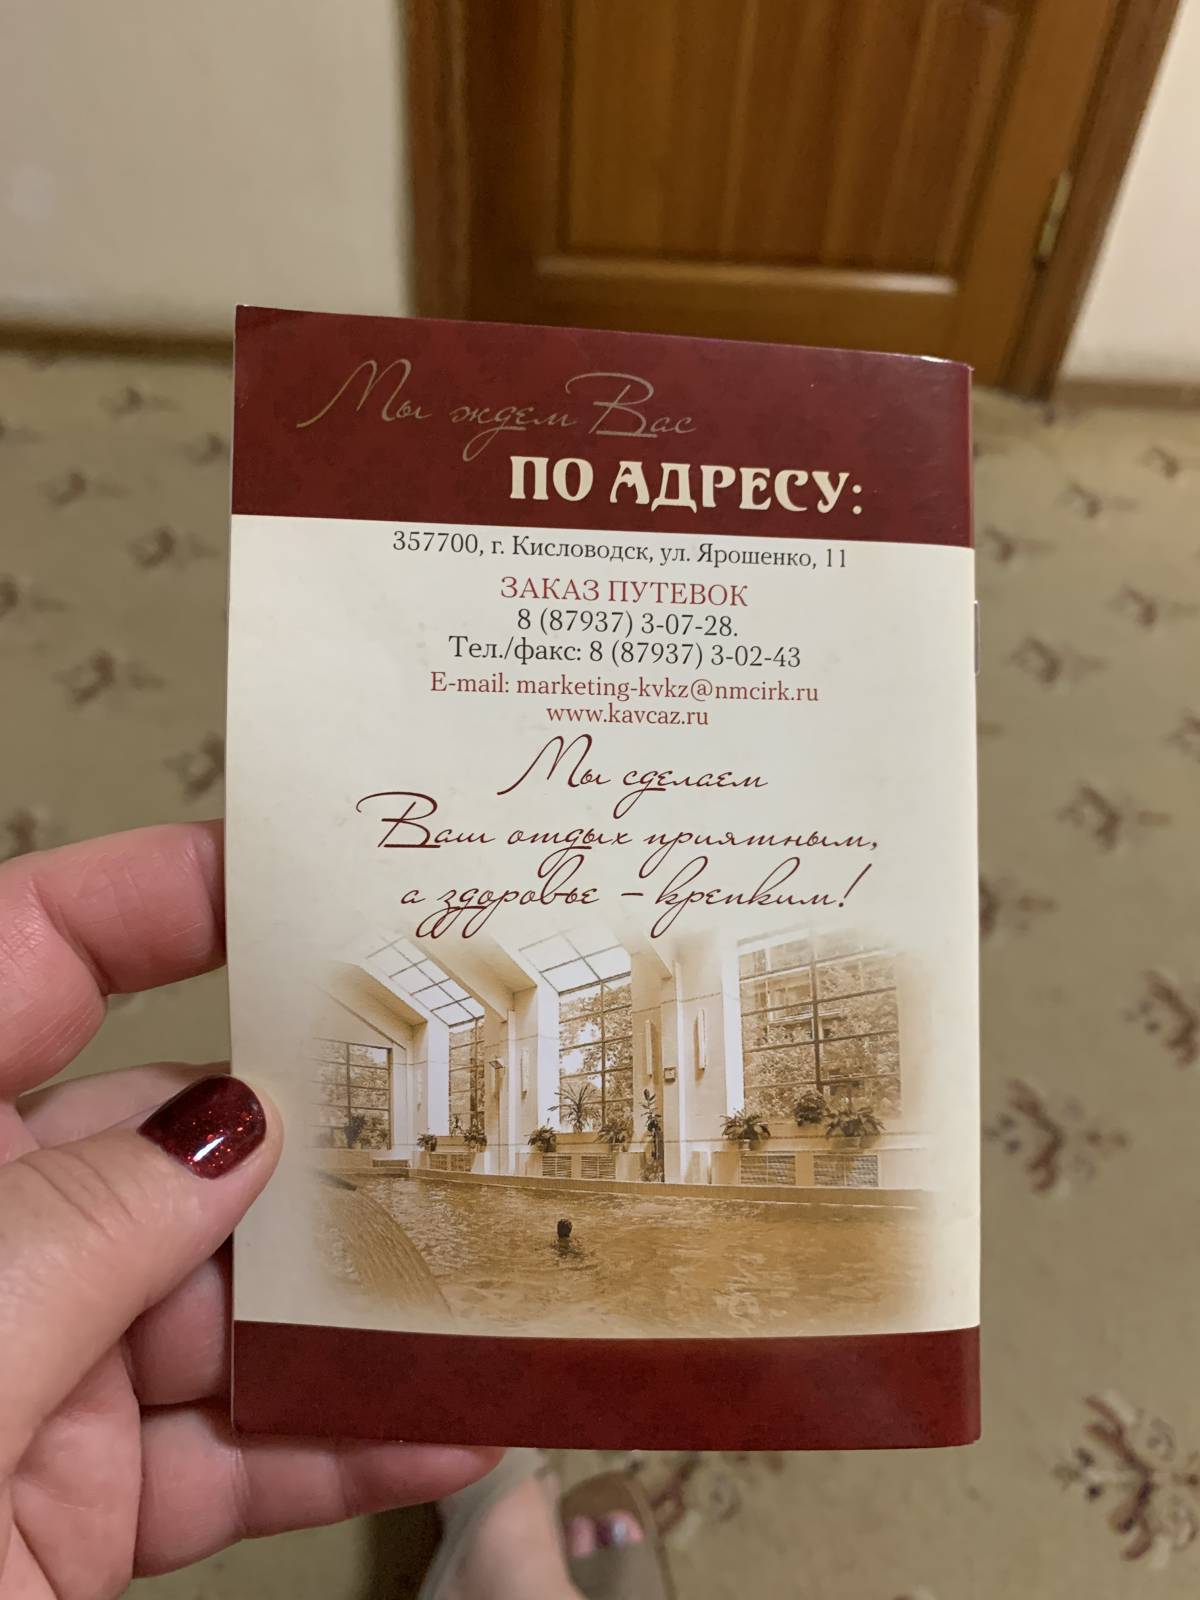 Мы ждем Вас
ПО АДРЕСУ:
357700, г. Кисловодск, ул. Ярошенко, 11
ЗАКАЗ ПУТЕВОК
8 (87937) 3-07-28.
Тел./факс: 8 (87937) 3-02-43
E-mail: marketing-kvkz@nmcirk.ru
www.kavcaz.ru
Мы сделаем
Ваш отдых приятным,
а здоровье – крепким!